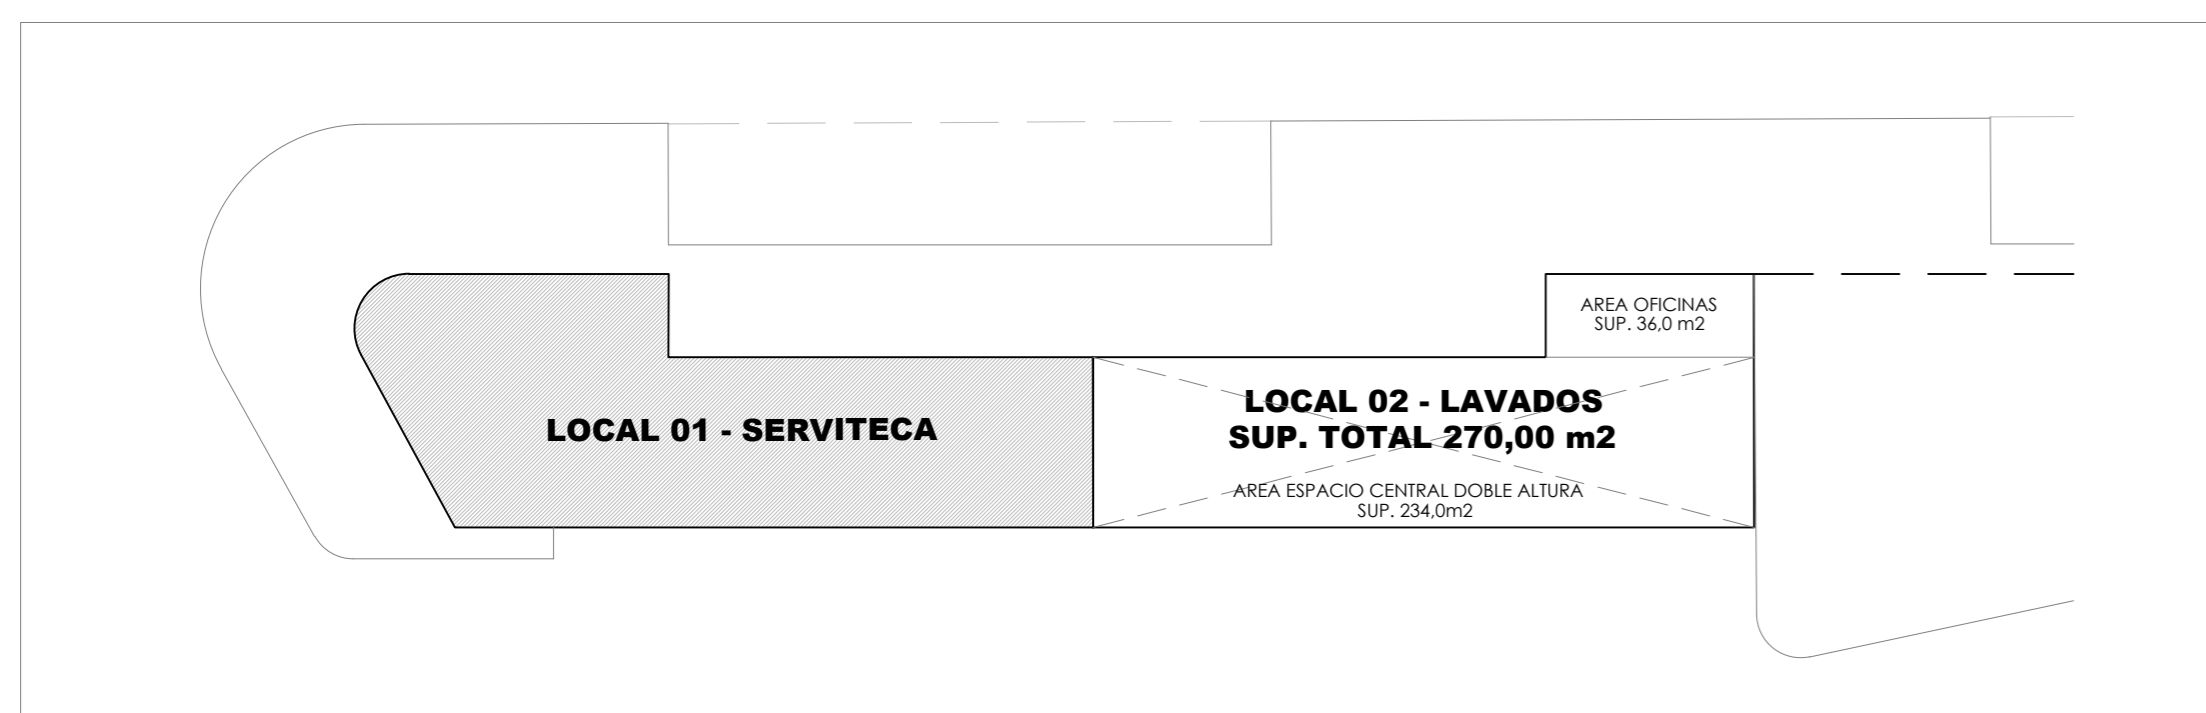 AREA OFICINAS
SUP. 36,0 m2
LOCAL 01 - SERVITECA
LOCAL 02 - LAVADOS
SUP. TOTAL 270,00 m2
AREA ESPACIO CENTRAL DOBLE ALTURA
SUP. 234,0m2